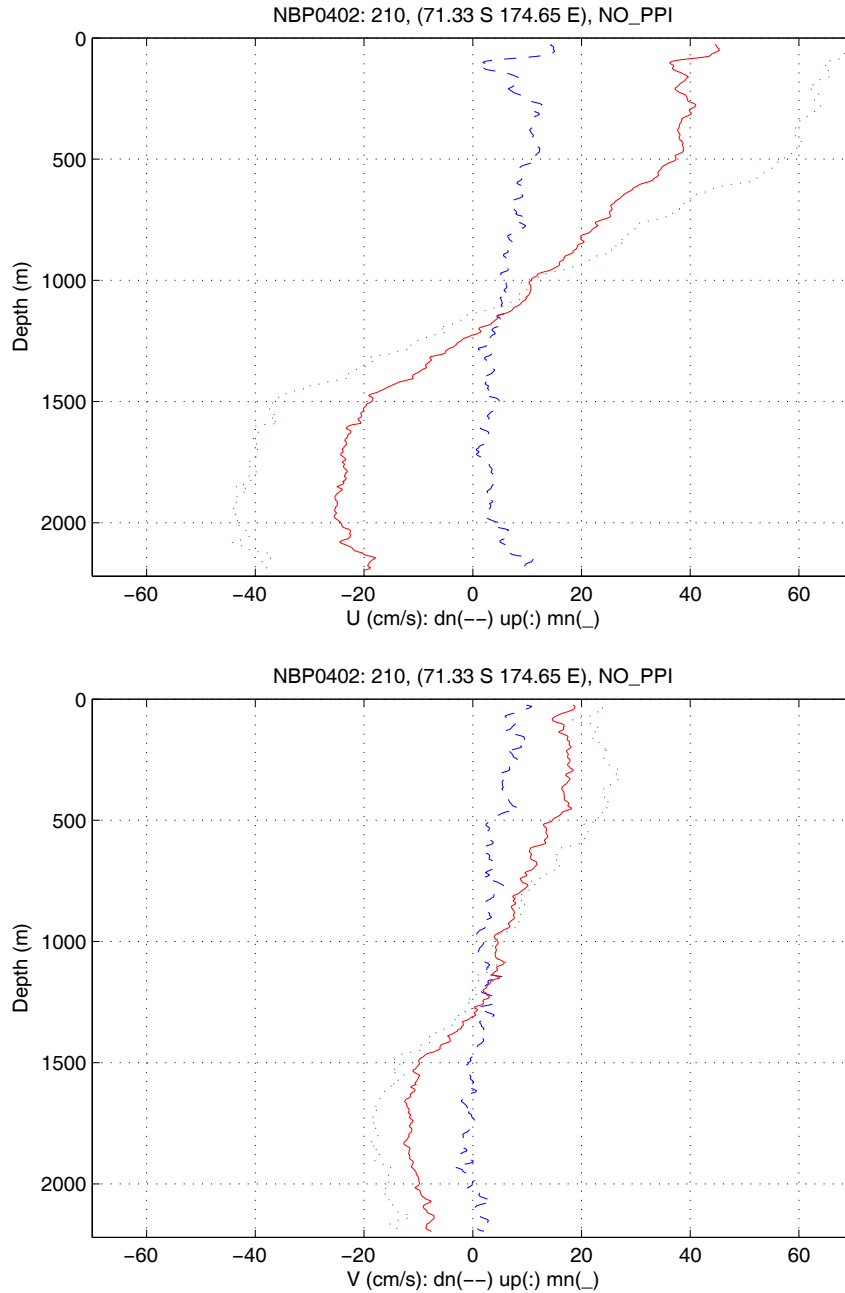 NBP0402: 210, (71.33 S 174.65 E), NO_PPI
0
500
1000
1500
2000
Depth (m)
−60 −40 −20 0 20 40 60
U (cm/s): dn(−−) up(:) mn(_)
NBP0402: 210, (71.33 S 174.65 E), NO_PPI
0
500
1000
1500
2000
Depth (m)
−60 −40 −20 0 20 40 60
V (cm/s): dn(−−) up(:) mn(_)